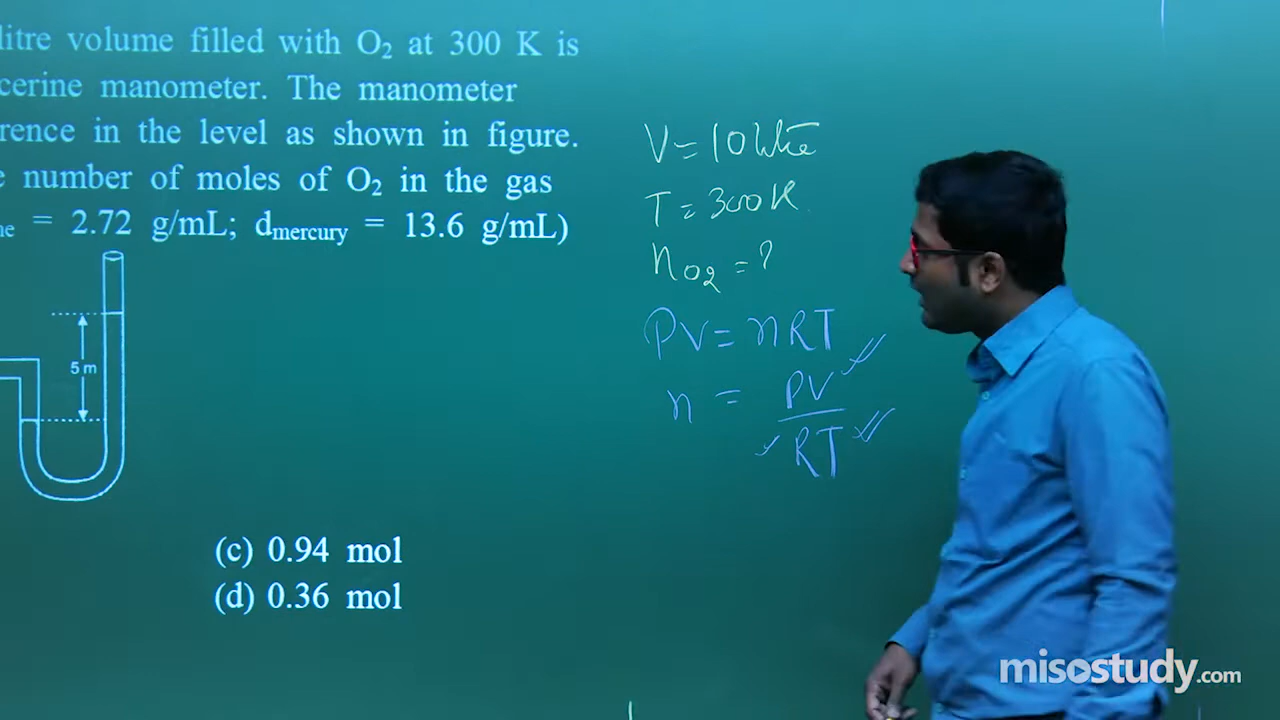 litre volume filled with O₂ at 300 K is
cerine manometer. The manometer
rence in the level as shown in figure.
e number of moles of O₂ in the gas
ne = 2.72 g/mL; dmercury = 13.6 g/mL)
5 m
(c) 0.94 mol
(d) 0.36 mol
V = 10 litre
T = 300K
nO₂ = ?
PV = nRT
n = PV/RT
misostudy.com